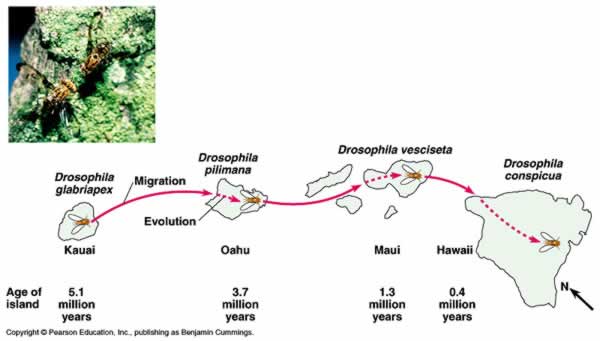 Drosophila
glabriapex
Migration
Drosophila
pilimana
Evolution
Drosophila vesciseta
Drosophila
conspicua
Kauai
Oahu
Maui
Hawaii
N
Age of
island
5.1
million
years
3.7
million
years
1.3
million
years
0.4
million
years
Copyright © Pearson Education, Inc., publishing as Benjamin Cummings.